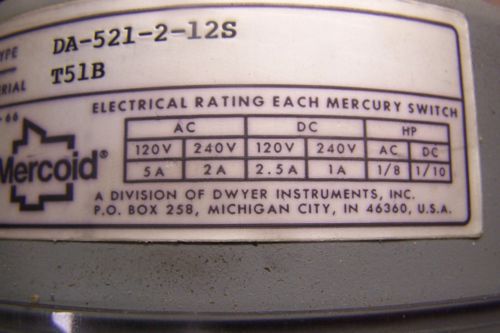 YPE DA-521-2-12S
ERIAL T51B
66
ELECTRICAL RATING EACH MERCURY SWITCH
AC DC HP
120V 240V 120V 240V AC DC
5A 2A 2.5A 1A 1/8 1/10
Mercoid®
A DIVISION OF DWYER INSTRUMENTS, INC.
P.O. BOX 258, MICHIGAN CITY, IN 46360, U.S.A.